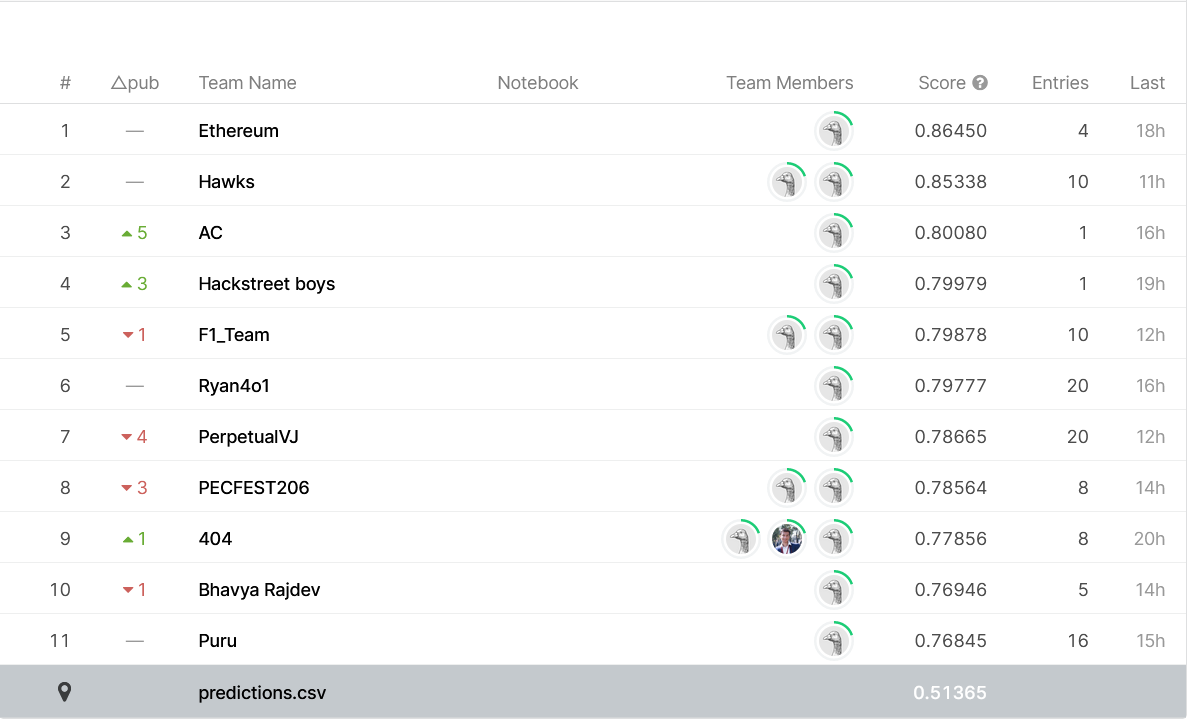 # △pub Team Name Notebook Team Members Score ? Entries Last
1 — Ethereum 0.86450 4 18h
2 — Hawks 0.85338 10 11h
3 ▲5 AC 0.80080 1 16h
4 ▲3 Hackstreet boys 0.79979 1 19h
5 ▼1 F1_Team 0.79878 10 12h
6 — Ryan4o1 0.79777 20 16h
7 ▼4 PerpetualVJ 0.78665 20 12h
8 ▼3 PECFEST206 0.78564 8 14h
9 ▲1 404 0.77856 8 20h
10 ▼1 Bhavya Rajdev 0.76946 5 14h
11 — Puru 0.76845 16 15h
predictions.csv 0.51365